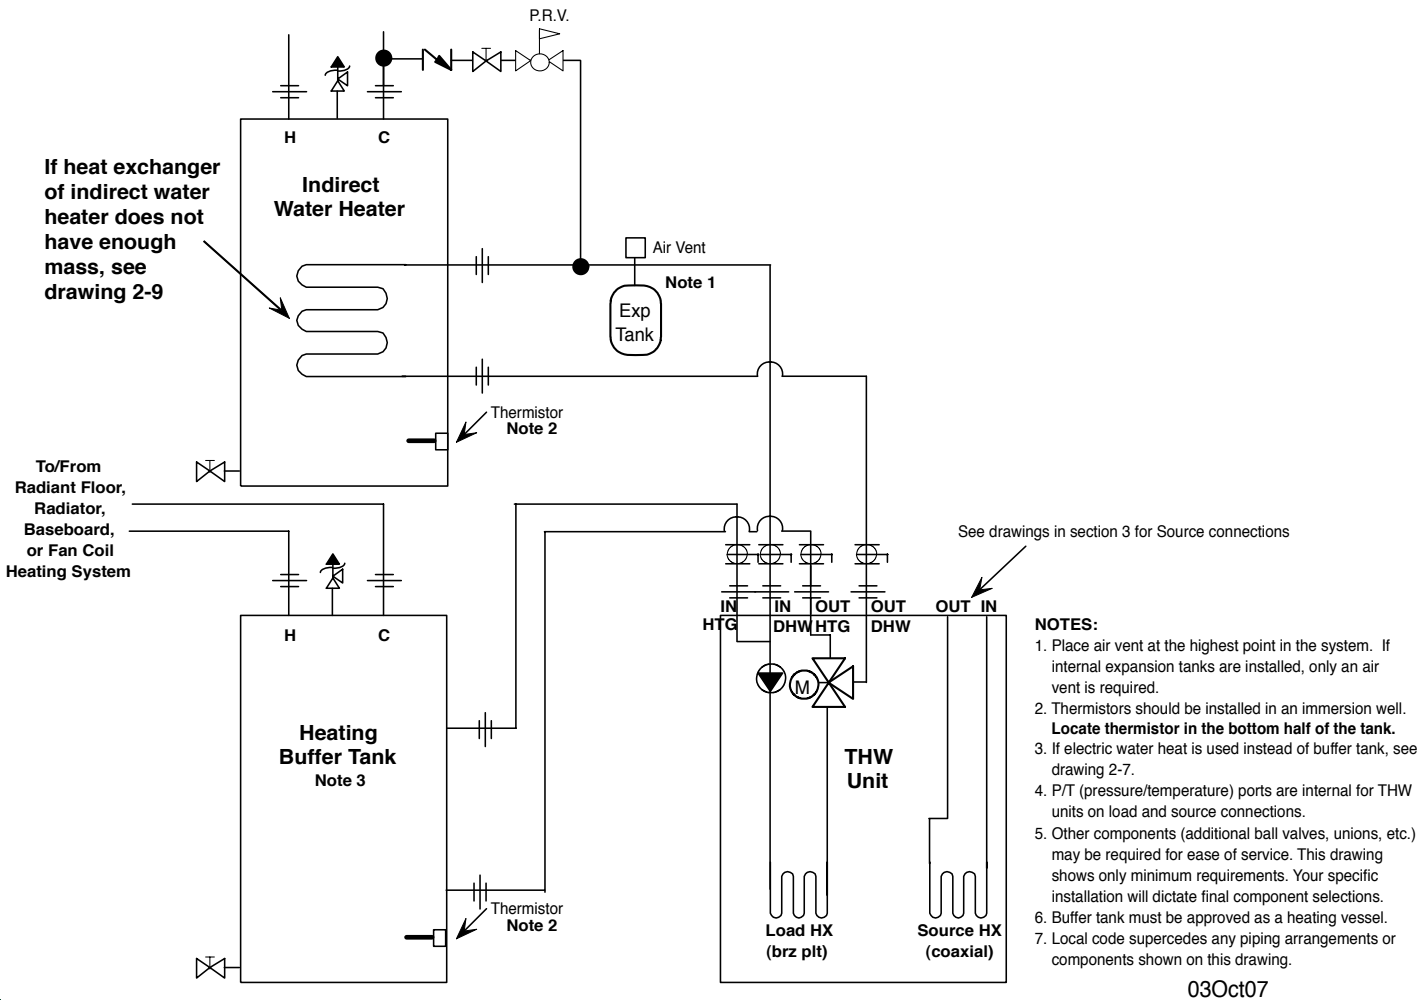 P.R.V.
H
C
If heat exchanger
of indirect water
heater does not
have enough
mass, see
drawing 2-9
Indirect
Water Heater
Air Vent
Note 1
Exp
Tank
Thermistor
Note 2
To/From
Radiant Floor,
Radiator,
Baseboard,
or Fan Coil
Heating System
See drawings in section 3 for Source connections
IN
HTG
IN
DHW
OUT
HTG
OUT
DHW
OUT
IN
H
C
M
Heating
Buffer Tank
Note 3
THW
Unit
Thermistor
Note 2
Load HX
(brz plt)
Source HX
(coaxial)
NOTES:
1. Place air vent at the highest point in the system. If
internal expansion tanks are installed, only an air
vent is required.
2. Thermistors should be installed in an immersion well.
Locate thermistor in the bottom half of the tank.
3. If electric water heat is used instead of buffer tank, see
drawing 2-7.
4. P/T (pressure/temperature) ports are internal for THW
units on load and source connections.
5. Other components (additional ball valves, unions, etc.)
may be required for ease of service. This drawing
shows only minimum requirements. Your specific
installation will dictate final component selections.
6. Buffer tank must be approved as a heating vessel.
7. Local code supercedes any piping arrangements or
components shown on this drawing.
03Oct07